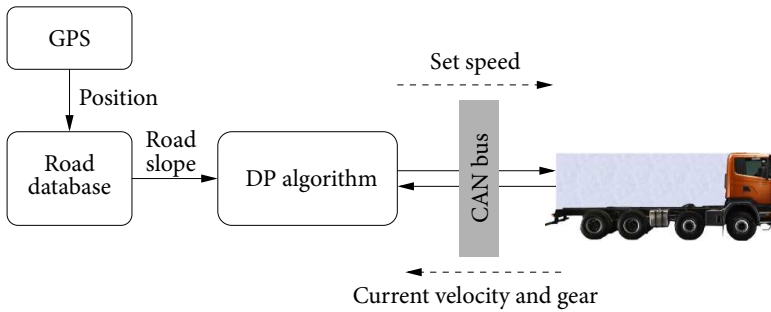 GPS
Position
Road
database
Road
slope
DP algorithm
Set speed
CAN bus
Current velocity and gear